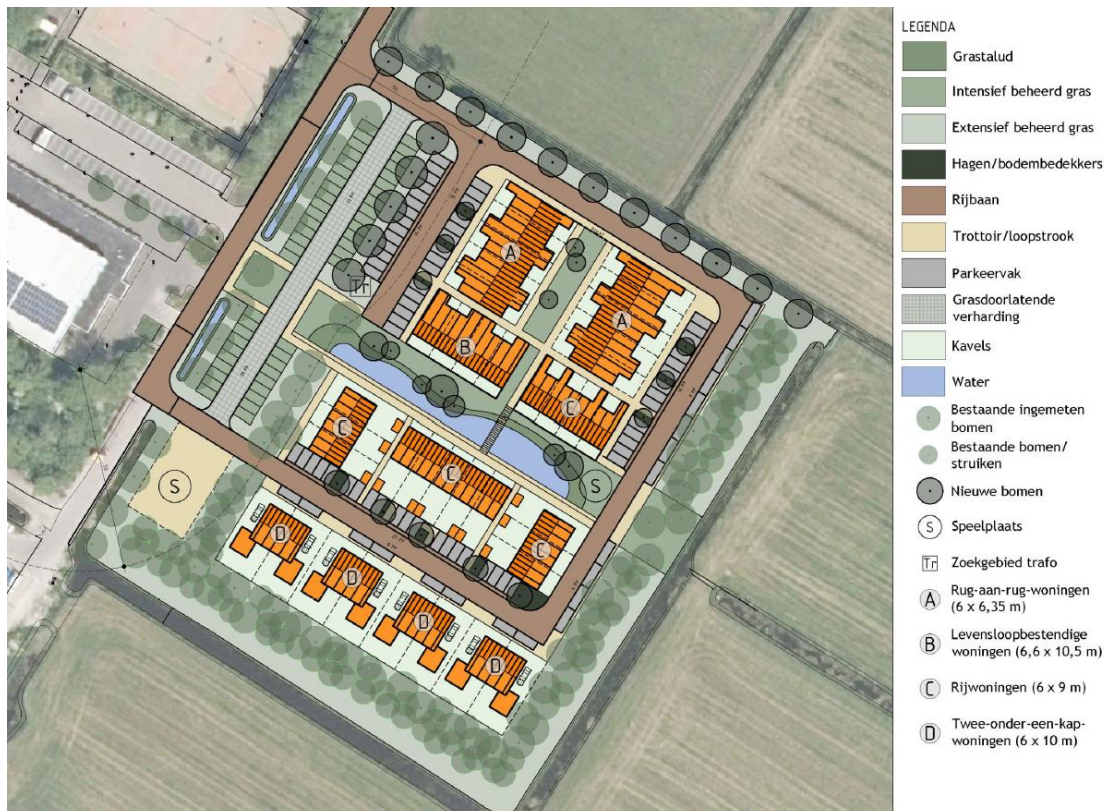 LEGENDA
Grastalud
Intensief beheerd gras
Extensief beheerd gras
Hagen/bodembedekkers
Rijbaan
Trottoir/loopstrook
Parkeervak
Grasdoorlatende
verharding
Kavels
Water
Bestaande ingemeten
bomen
Bestaande bomen/
struiken
Nieuwe bomen
S Speelplaats
Tr Zoekgebied trafo
A Rug-aan-rug-woningen
(6 x 6,35 m)
B Levensloopbestendige
woningen (6,6 x 10,5 m)
C Rijwoningen (6 x 9 m)
D Twee-onder-een-kap-
woningen (6 x 10 m)
A
Tr
A
B
C
C
C
S
S
C
D
D
D
D